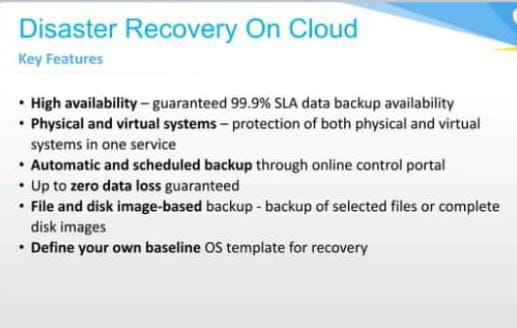 Disaster Recovery On Cloud
Key Features
• High availability – guaranteed 99.9% SLA data backup availability
• Physical and virtual systems – protection of both physical and virtual
systems in one service
• Automatic and scheduled backup through online control portal
• Up to zero data loss guaranteed
• File and disk image-based backup - backup of selected files or complete
disk images
• Define your own baseline OS template for recovery